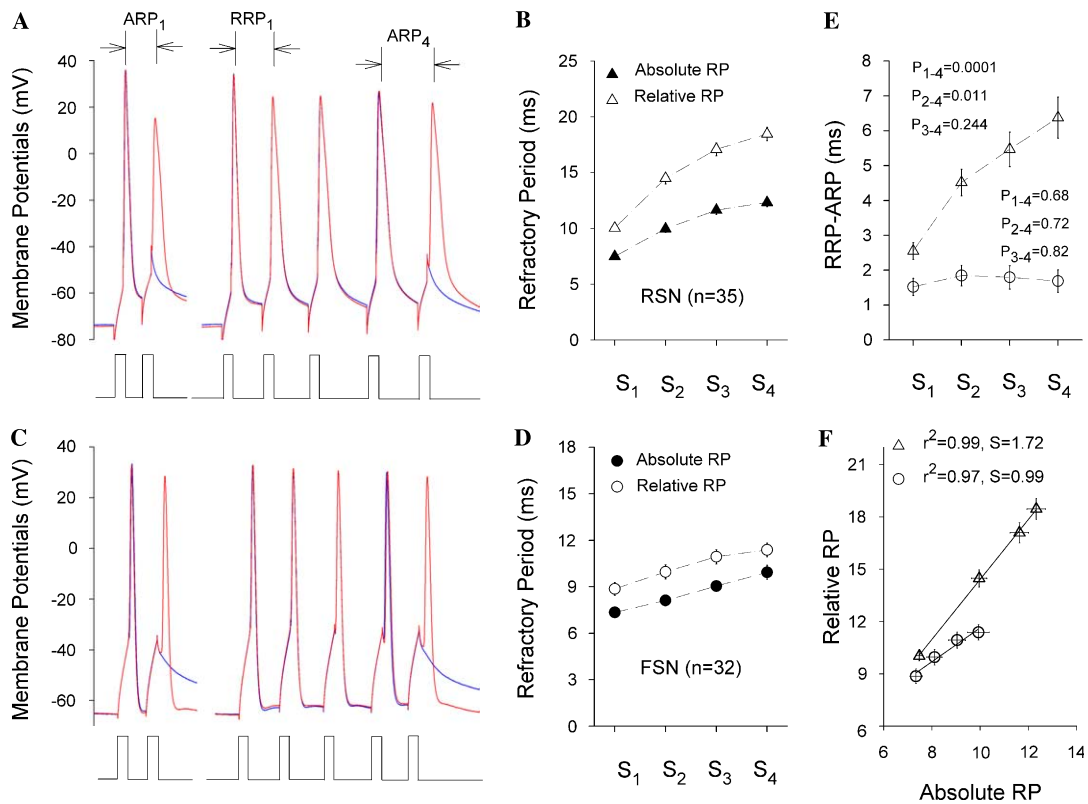 A
ARP1
RRP1
ARP4
40
20
0
-20
-40
-60
-80
Membrane Potentials (mV)
B
25
20
15
10
5
0
Refractory Period (ms)
Absolute RP
Relative RP
RSN (n=35)
S1 S2 S3 S4
E
8
7
6
5
4
3
2
1
0
RRP-ARP (ms)
P1-4=0.0001
P2-4=0.011
P3-4=0.244
P1-4=0.68
P2-4=0.72
P3-4=0.82
S1 S2 S3 S4
C
40
20
0
-20
-40
-60
Membrane Potentials (mV)
D
18
15
12
9
6
3
0
Refractory Period (ms)
Absolute RP
Relative RP
FSN (n=32)
S1 S2 S3 S4
F
r2=0.99, S=1.72
r2=0.97, S=0.99
21
18
15
12
9
6
Relative RP
6 8 10 12 14
Absolute RP